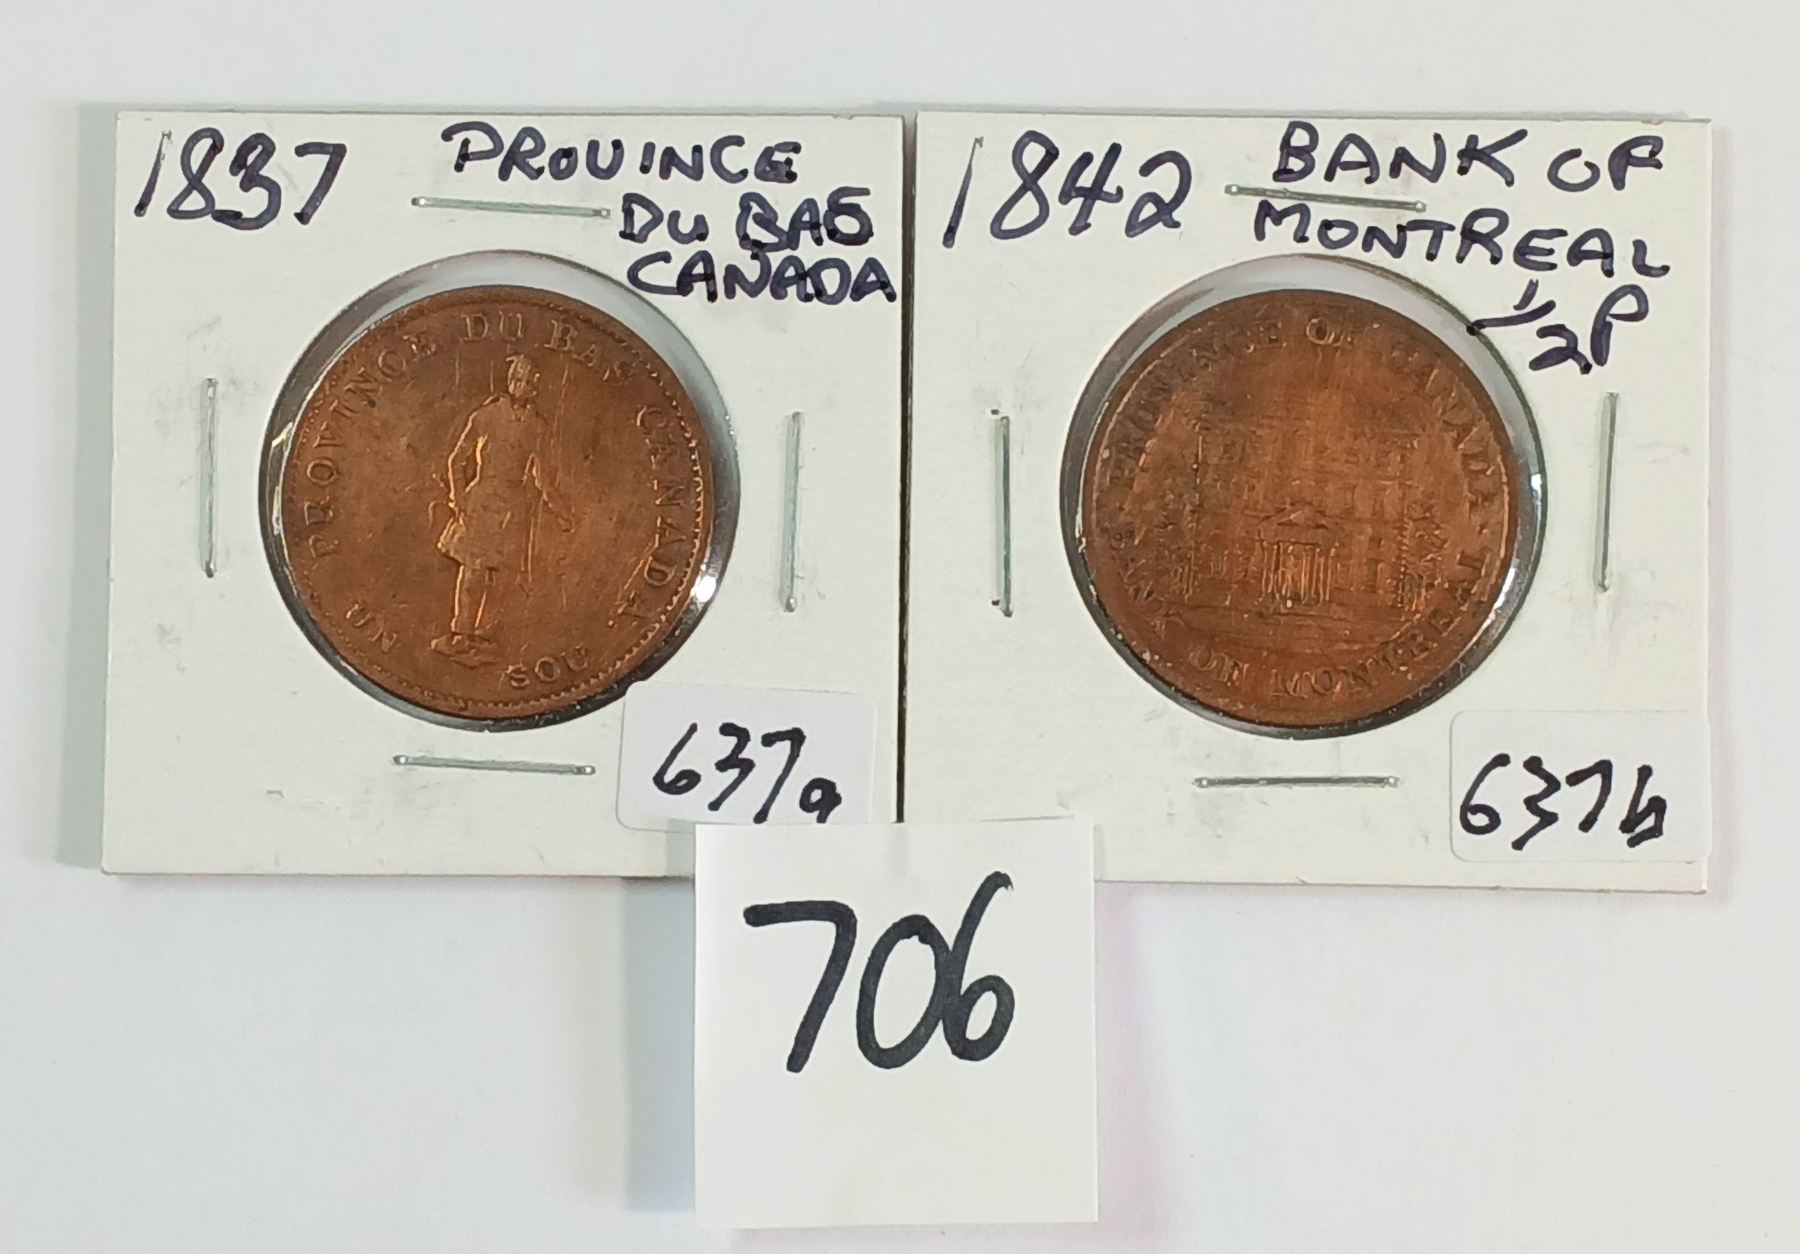 1837 PROVINCE
DU BAS
CANADA
PROVINCE DU BAS CANADA
UN SOU
637a
1842 BANK OF
MONTREAL
1/2P
PROVINCE OF CANADA
BANK OF MONTREAL
637b
706